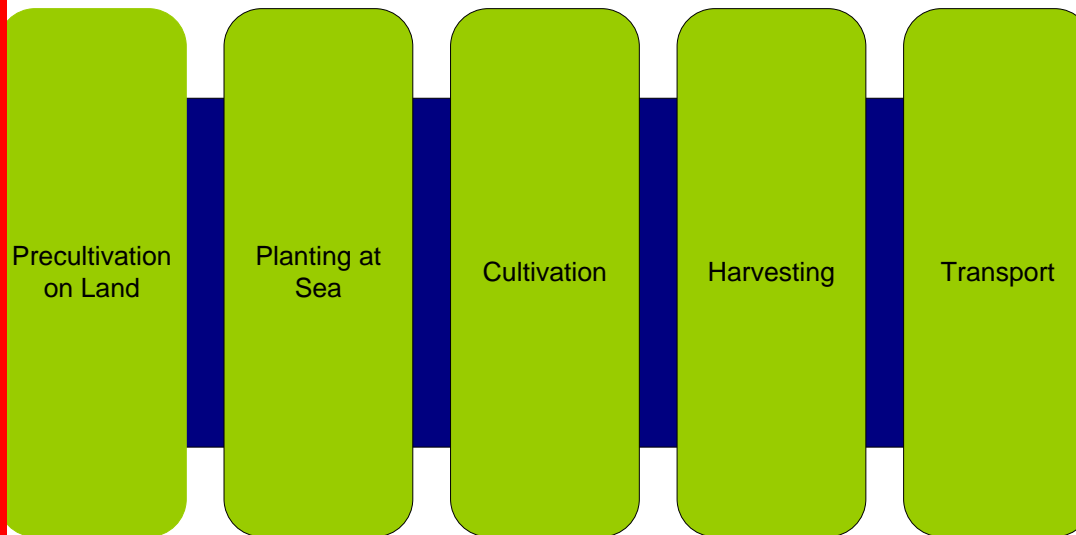 Precultivation
on Land
Planting at
Sea
Cultivation
Harvesting
Transport